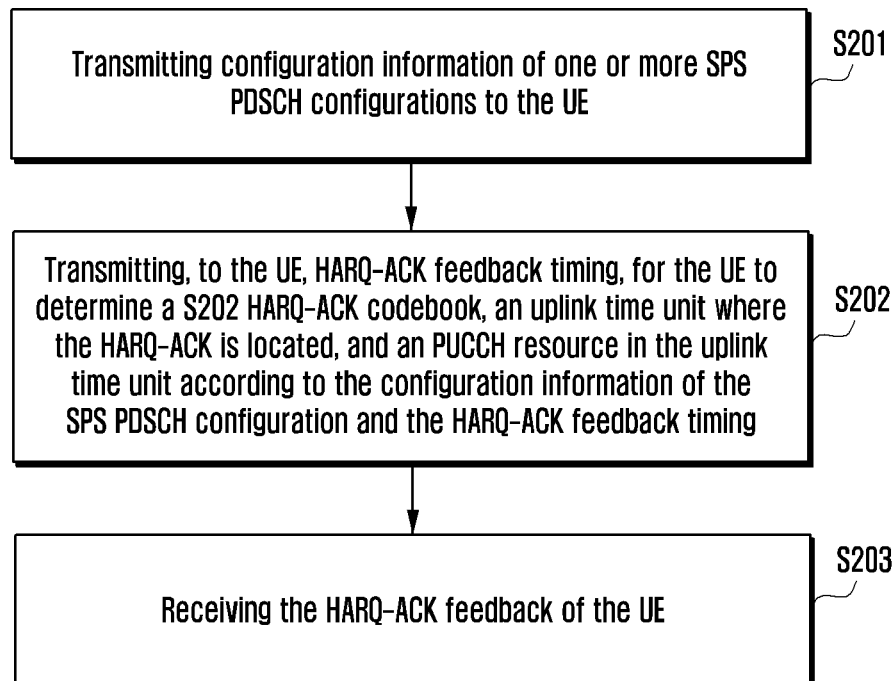 Transmitting configuration information of one or more SPS
PDSCH configurations to the UE
S201
Transmitting, to the UE, HARQ-ACK feedback timing, for the UE to
determine a S202 HARQ-ACK codebook, an uplink time unit where
the HARQ-ACK is located, and an PUCCH resource in the uplink
time unit according to the configuration information of the
SPS PDSCH configuration and the HARQ-ACK feedback timing
S202
Receiving the HARQ-ACK feedback of the UE
S203